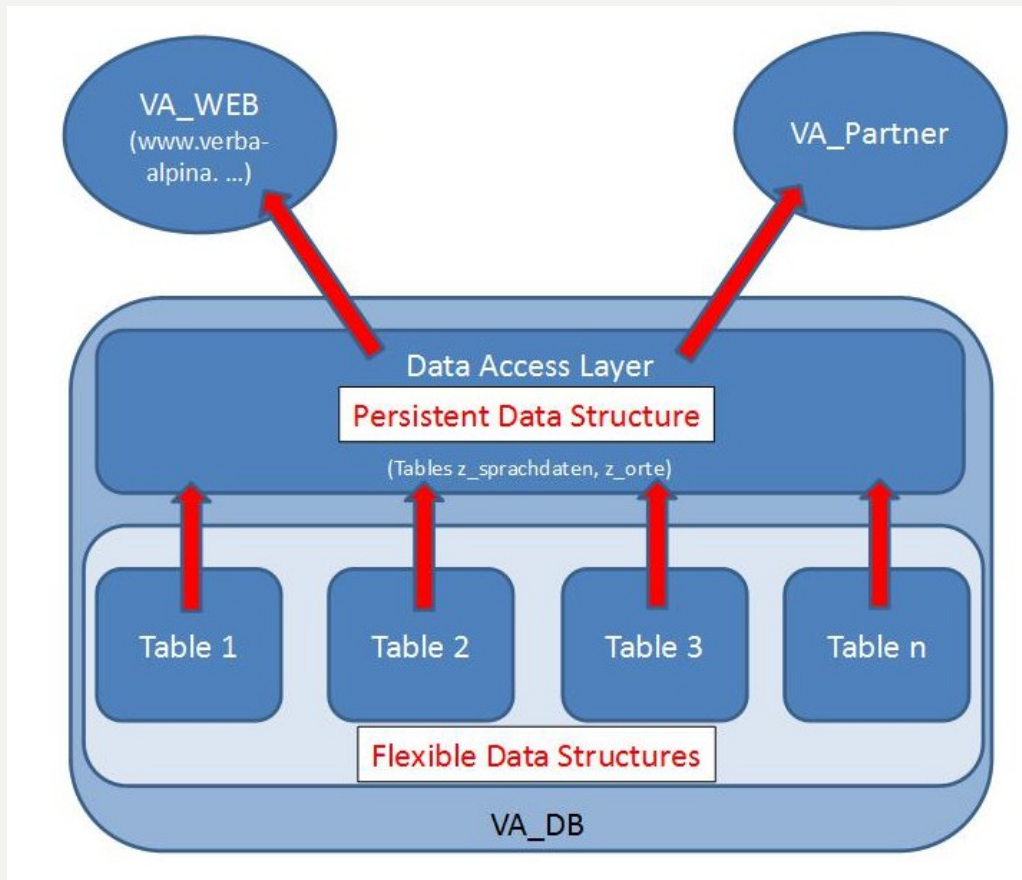 VA_WEB
(www.verba-
alpina. ...)
VA_Partner
Data Access Layer
Persistent Data Structure
(Tables z_sprachdaten, z_orte)
Table 1
Table 2
Table 3
Table n
Flexible Data Structures
VA_DB